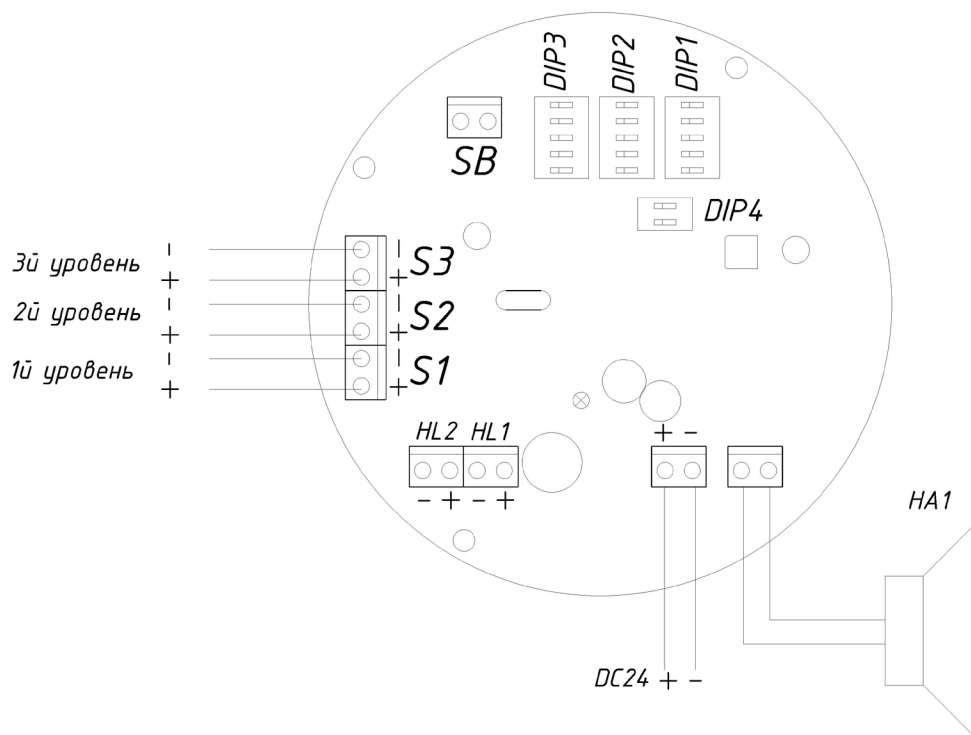 DIP3 DIP2 DIP1
SB
DIP4
3й уровень - + - + S3
2й уровень - + - + S2
1й уровень - + - + S1
HL2 HL1
- + - +
+ -
HA1
DC24 + -